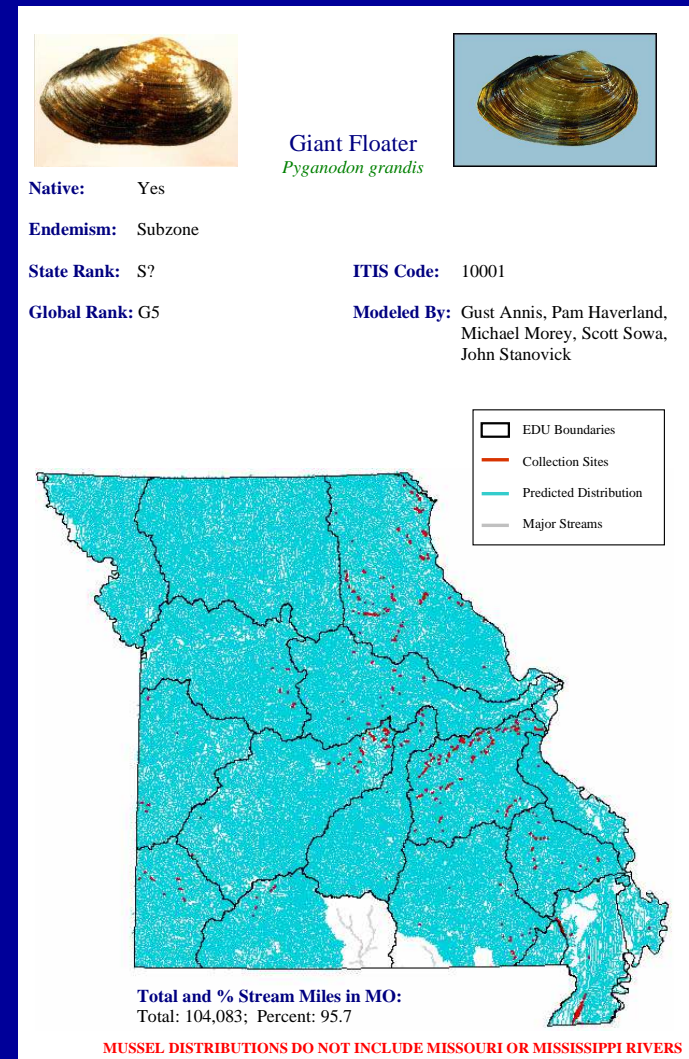 Giant Floater
Pyganodon grandis
Native: Yes
Endemism: Subzone
State Rank: S? ITIS Code: 10001
Global Rank: G5 Modeled By: Gust Annis, Pam Haverland,
Michael Morey, Scott Sowa,
John Stanovick
EDU Boundaries
Collection Sites
Predicted Distribution
Major Streams
Total and % Stream Miles in MO:
Total: 104,083; Percent: 95.7
MUSSEL DISTRIBUTIONS DO NOT INCLUDE MISSOURI OR MISSISSIPPI RIVERS